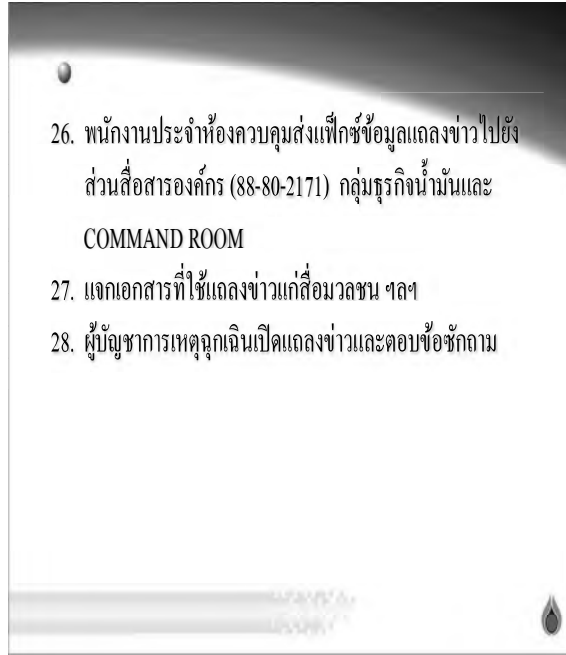 26. พนักงานประจำห้องควบคุมส่งแฟ็กซ์ข้อมูลแถลงข่าวไปยัง
ส่วนสื่อสารองค์กร (88-80-2171) กลุ่มธุรกิจน้ำมันและ
COMMAND ROOM
27. แจกเอกสารที่ใช้แถลงข่าวแก่สื่อมวลชน ฯลฯ
28. ผู้บัญชาการเหตุฉุกเฉินเปิดแถลงข่าวและตอบข้อซักถาม